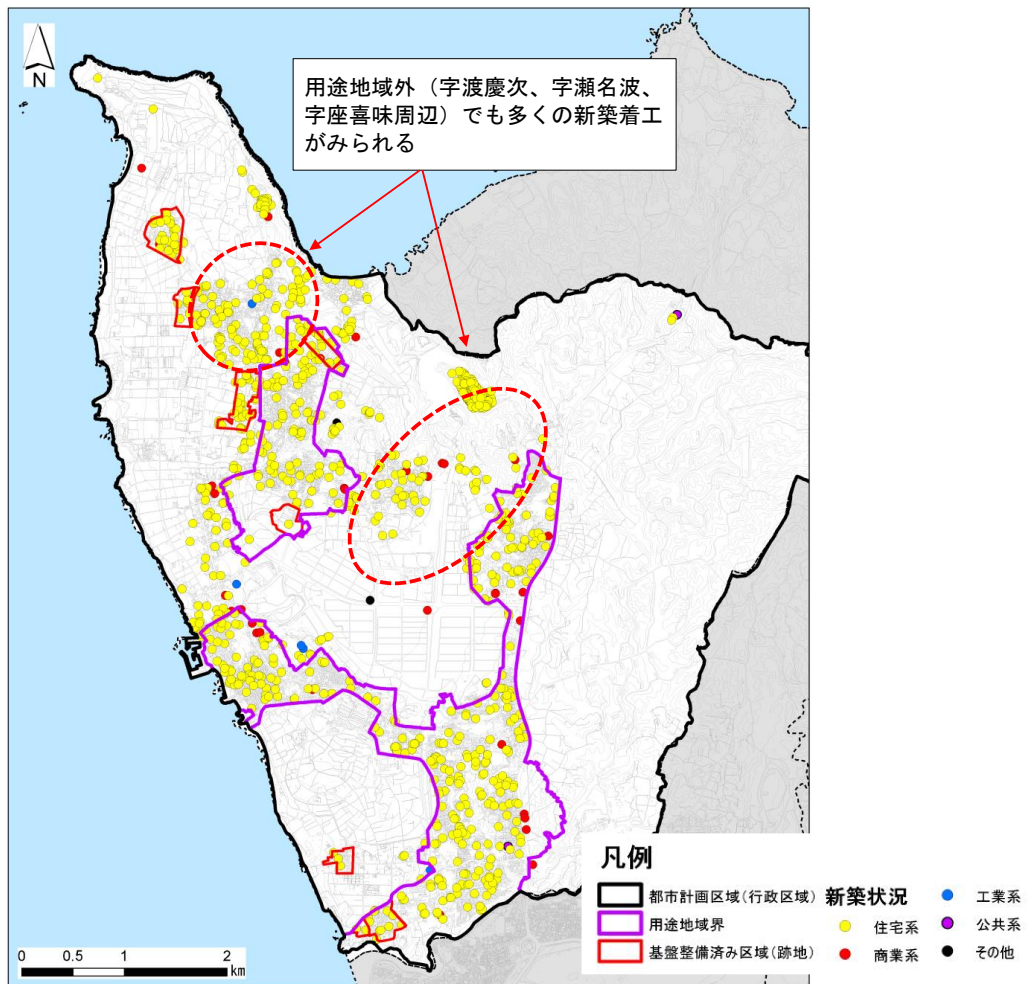 N
用途地域外（字渡慶次、字瀬名波、
字座喜味周辺）でも多くの新築着工
がみられる
凡例
都市計画区域(行政区域)
用途地域界
基盤整備済み区域(跡地)
新築状況
住宅系
商業系
工業系
公共系
その他
0 0.5 1 2
km